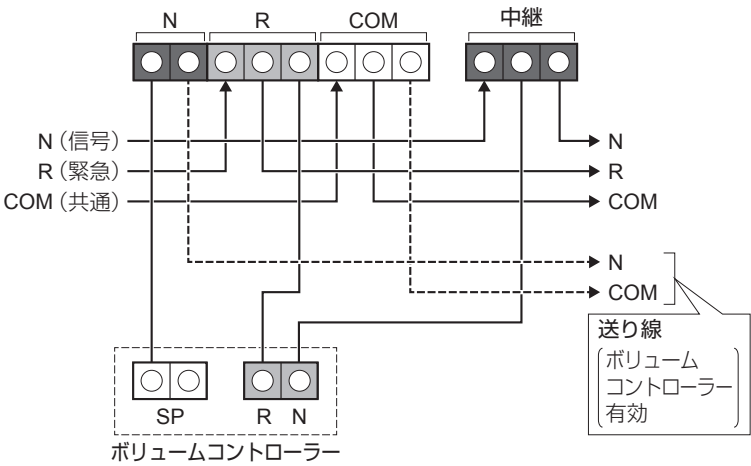 N R COM 中継
N（信号） N
R（緊急） R
COM（共通） COM
N
COM
送り線
ボリューム
コントローラー
有効
SP R N
ボリュームコントローラー